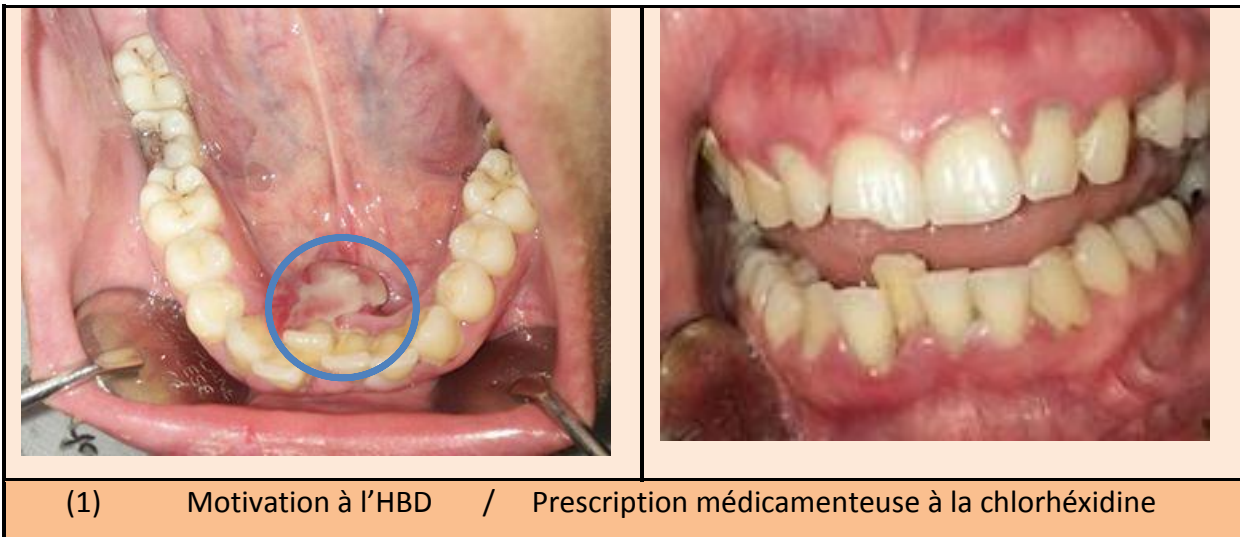 (1) Motivation à l’HBD / Prescription médicamenteuse à la chlorhéxidine